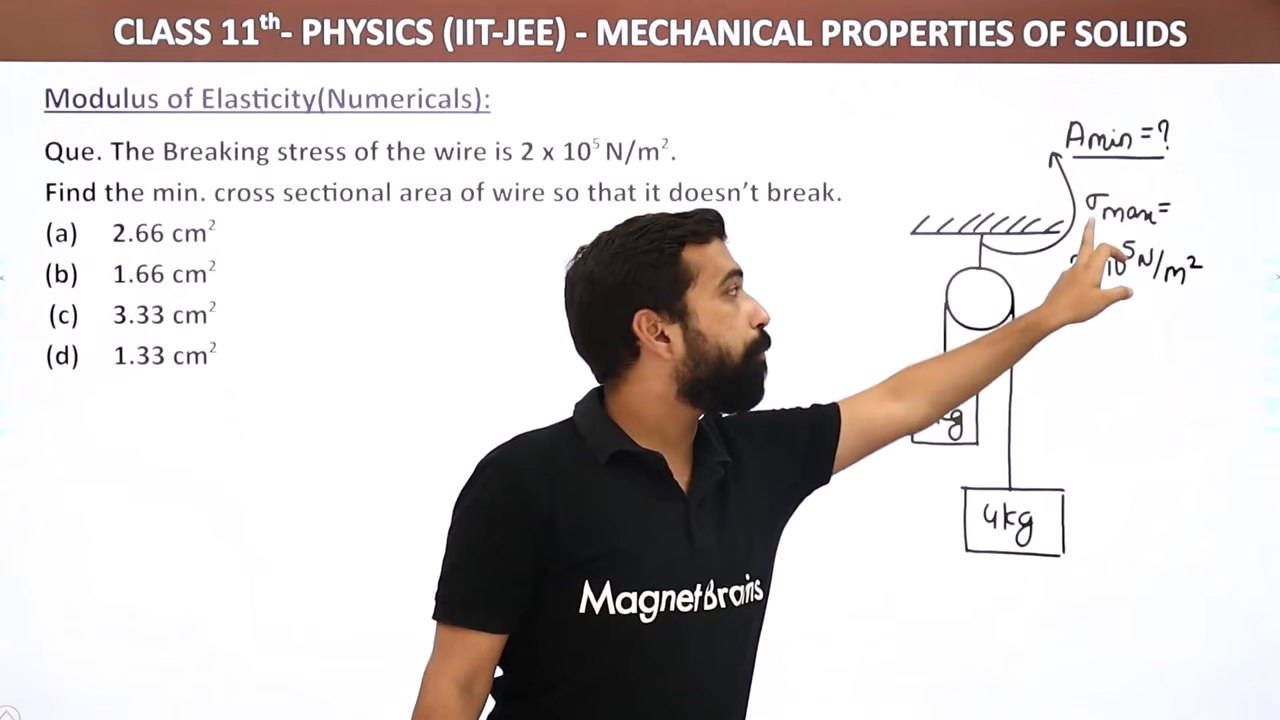 CLASS 11th- PHYSICS (IIT-JEE) - MECHANICAL PROPERTIES OF SOLIDS
Modulus of Elasticity(Numericals):
Que. The Breaking stress of the wire is 2 x 10⁵ N/m².
Find the min. cross sectional area of wire so that it doesn't break.
(a) 2.66 cm²
(b) 1.66 cm²
(c) 3.33 cm²
(d) 1.33 cm²
Amin = ?
σmax =
10⁵ N/m²
4kg
MagnetBrains